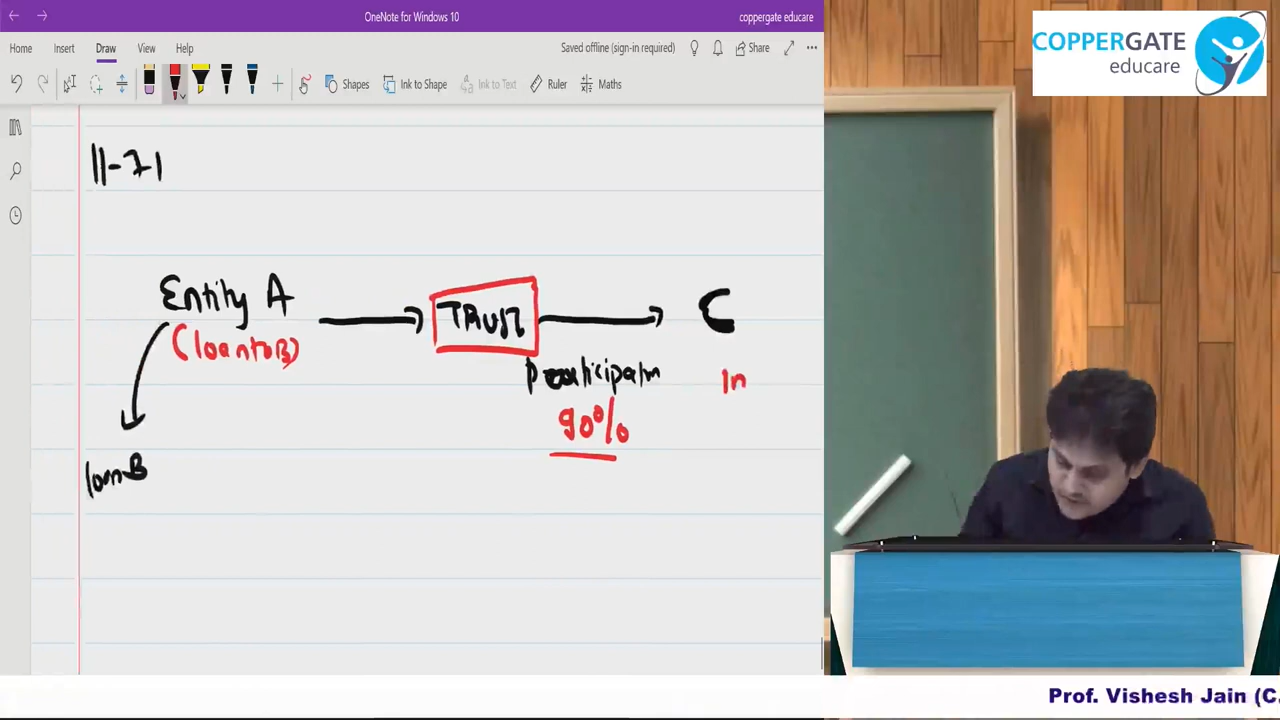 OneNote for Windows 10
coppergate educare
Home Insert Draw View Help
Saved offline (sign-in required)
Share
Shapes
Ink to Shape
Ink to Text
Ruler
Maths
COPPERGATE
educare
11-71
Entity A
(loan to B)
TRUST
C
Participatn
90%
In
loan B
Prof. Vishesh Jain (C.